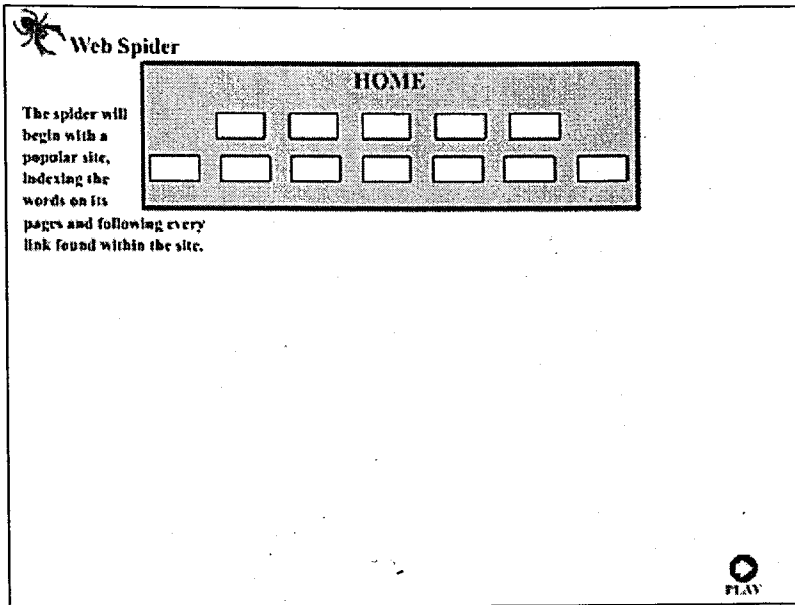 Web Spider
HOME
The spider will
begin with a
popular site,
indexing the
words on its
pages and following every
link found within the site.
PLAY